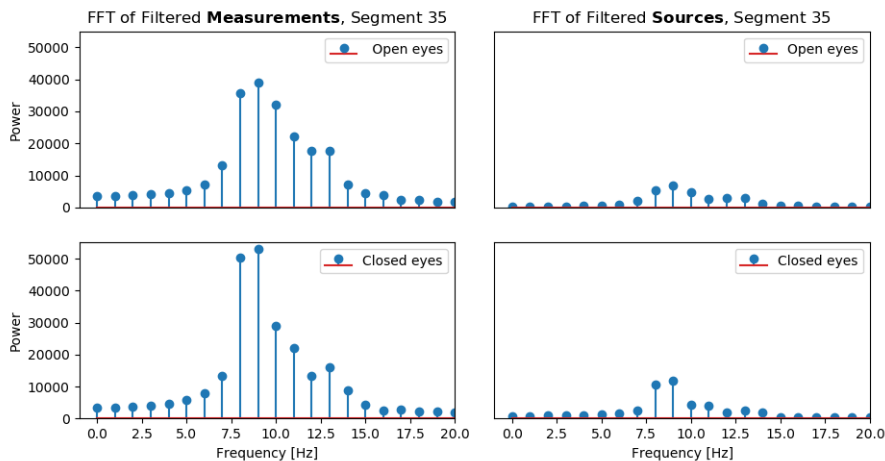 FFT of Filtered Measurements, Segment 35
FFT of Filtered Sources, Segment 35
50000
40000
30000
20000
10000
0
Power
Open eyes
Open eyes
50000
40000
30000
20000
10000
0
Power
Closed eyes
Closed eyes
0.0 2.5 5.0 7.5 10.0 12.5 15.0 17.5 20.0
Frequency [Hz]
0.0 2.5 5.0 7.5 10.0 12.5 15.0 17.5 20.0
Frequency [Hz]